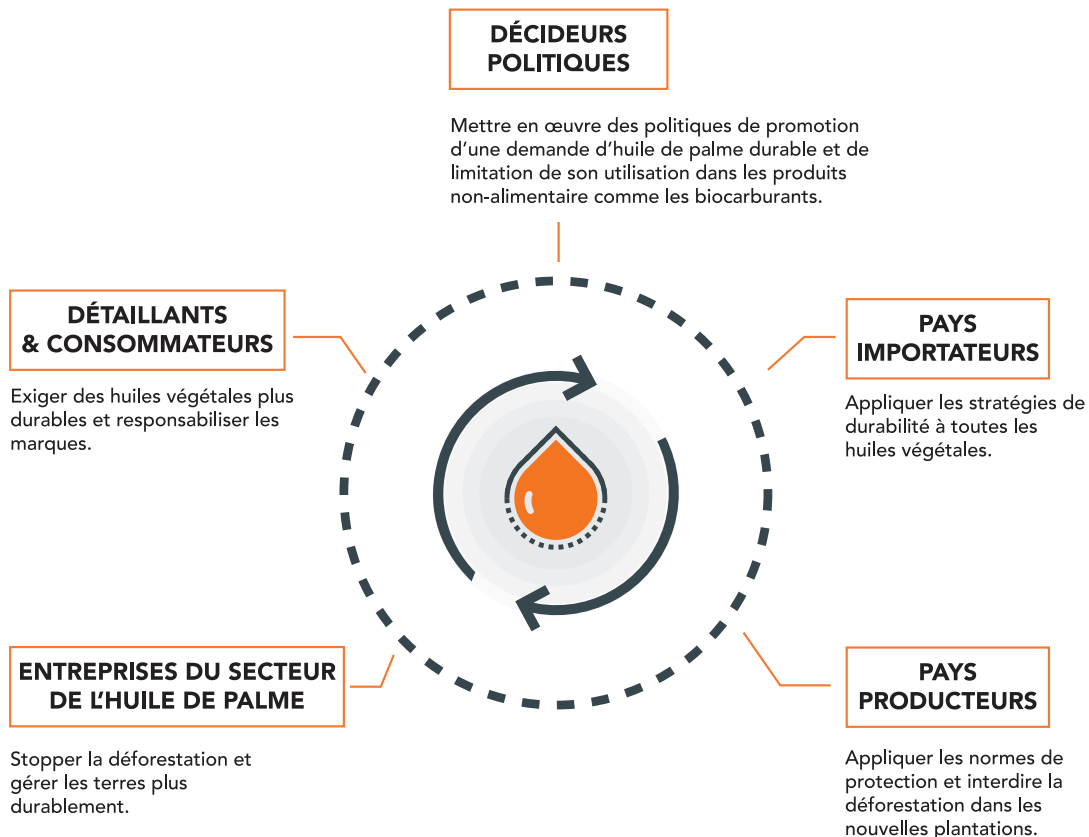 DÉCIDEURS
POLITIQUES
Mettre en œuvre des politiques de promotion
d’une demande d’huile de palme durable et de
limitation de son utilisation dans les produits
non-alimentaire comme les biocarburants.
DÉTAILLANTS
& CONSOMMATEURS
Exiger des huiles végétales plus
durables et responsabiliser les
marques.
PAYS
IMPORTATEURS
Appliquer les stratégies de
durabilité à toutes les
huiles végétales.
ENTREPRISES DU SECTEUR
DE L’HUILE DE PALME
Stopper la déforestation et
gérer les terres plus
durablement.
PAYS
PRODUCTEURS
Appliquer les normes de
protection et interdire la
déforestation dans les
nouvelles plantations.